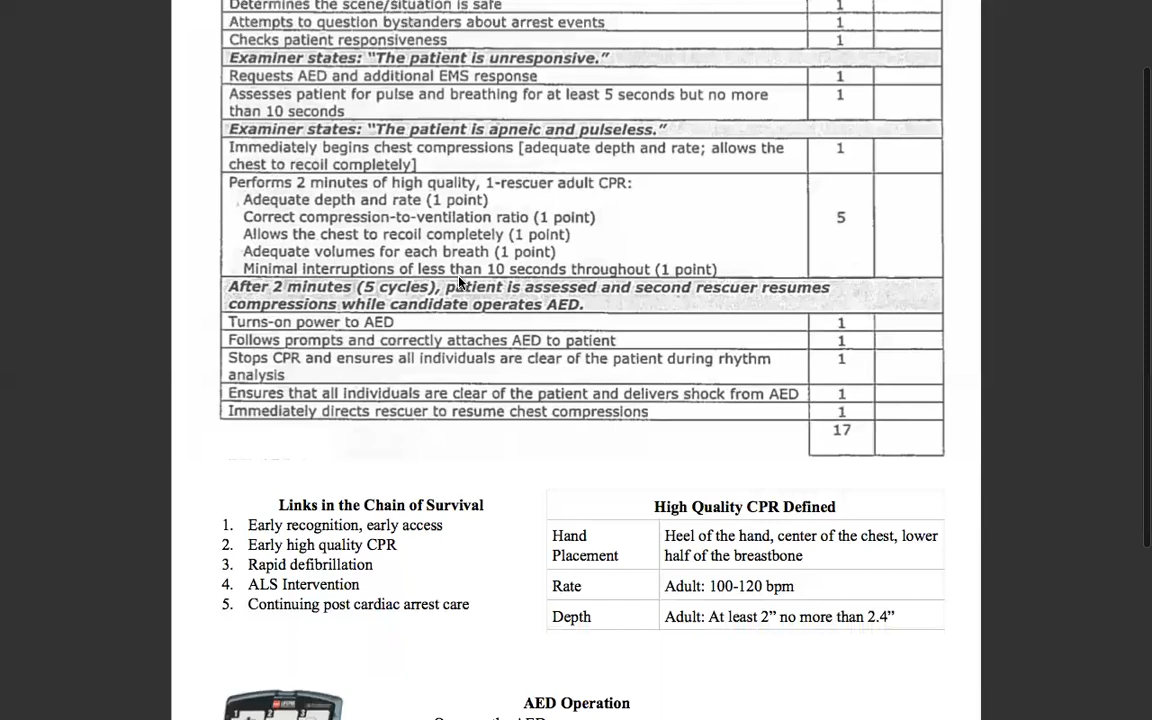 Determines the scene/situation is safe 1
Attempts to question bystanders about arrest events 1
Checks patient responsiveness 1
Examiner states: "The patient is unresponsive."
Requests AED and additional EMS response 1
Assesses patient for pulse and breathing for at least 5 seconds but no more 1
than 10 seconds
Examiner states: "The patient is apneic and pulseless."
Immediately begins chest compressions [adequate depth and rate; allows the 1
chest to recoil completely]
Performs 2 minutes of high quality, 1-rescuer adult CPR:
Adequate depth and rate (1 point)
Correct compression-to-ventilation ratio (1 point) 5
Allows the chest to recoil completely (1 point)
Adequate volumes for each breath (1 point)
Minimal interruptions of less than 10 seconds throughout (1 point)
After 2 minutes (5 cycles), patient is assessed and second rescuer resumes
compressions while candidate operates AED.
Turns-on power to AED 1
Follows prompts and correctly attaches AED to patient 1
Stops CPR and ensures all individuals are clear of the patient during rhythm 1
analysis
Ensures that all individuals are clear of the patient and delivers shock from AED 1
Immediately directs rescuer to resume chest compressions 1
17
Links in the Chain of Survival
1. Early recognition, early access
2. Early high quality CPR
3. Rapid defibrillation
4. ALS Intervention
5. Continuing post cardiac arrest care
High Quality CPR Defined
Hand Heel of the hand, center of the chest, lower
Placement half of the breastbone
Rate Adult: 100-120 bpm
Depth Adult: At least 2” no more than 2.4”
AED Operation
1 2 3